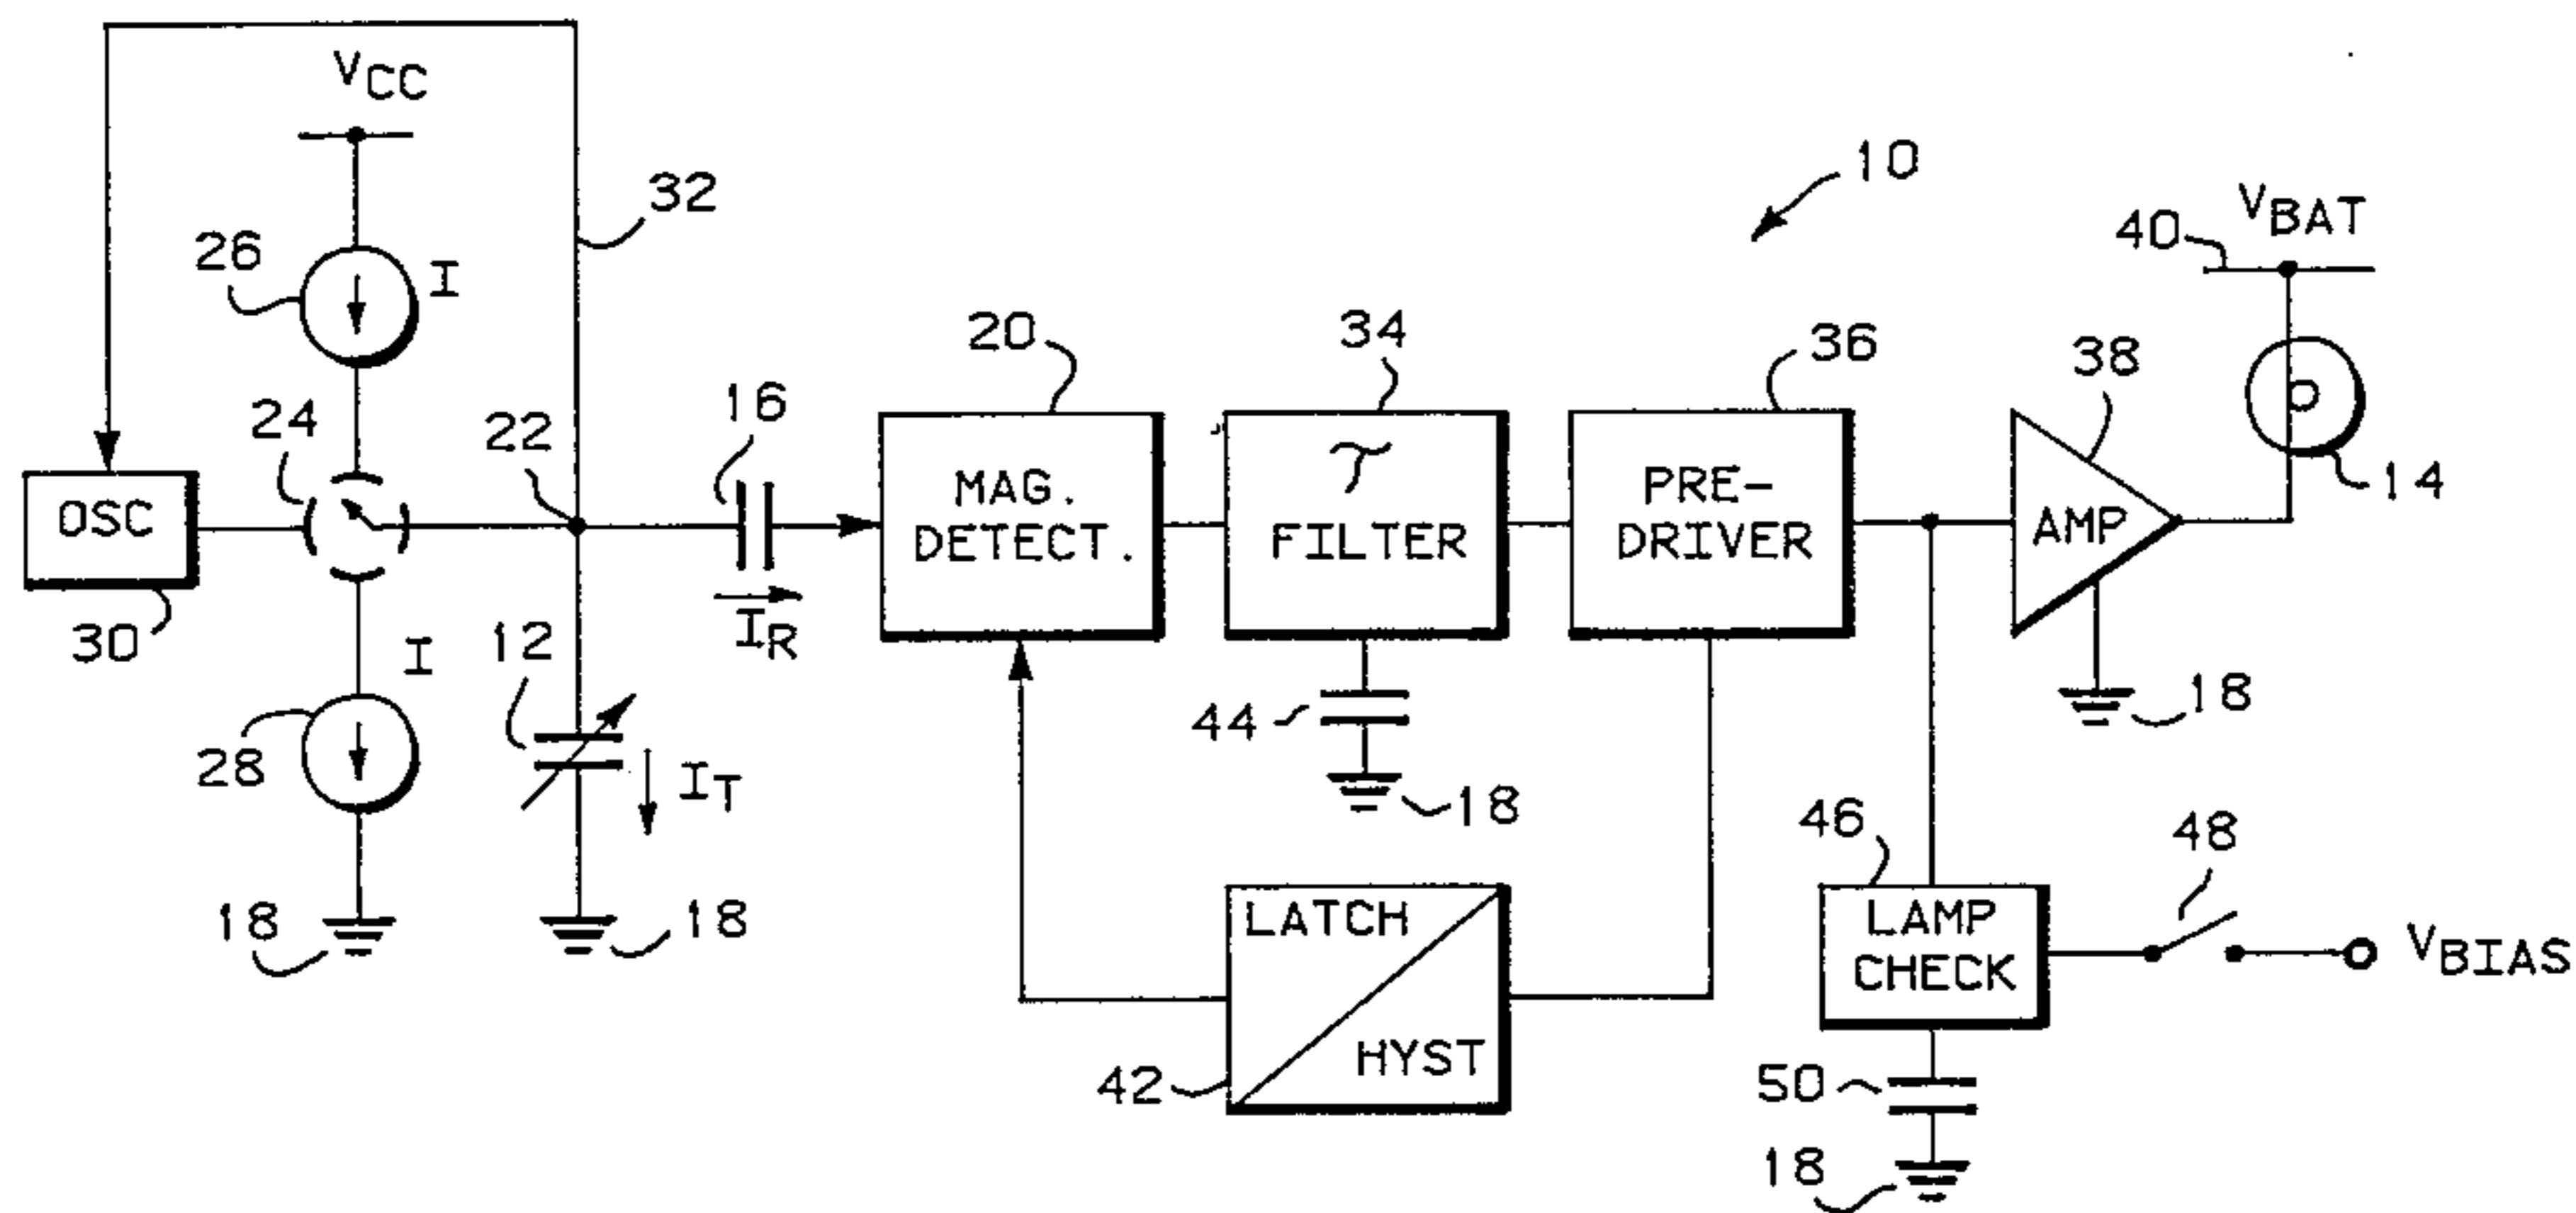 VCC
10
32
VBAT
40
26
I
20
34
36
38
24
22
16
OSC
MAG.
DETECT.
τ
FILTER
PRE-
DRIVER
AMP
14
30
I
12
IR
18
28
IT
44
18
46
48
18
18
LATCH
HYST
LAMP
CHECK
VBIAS
42
50
18